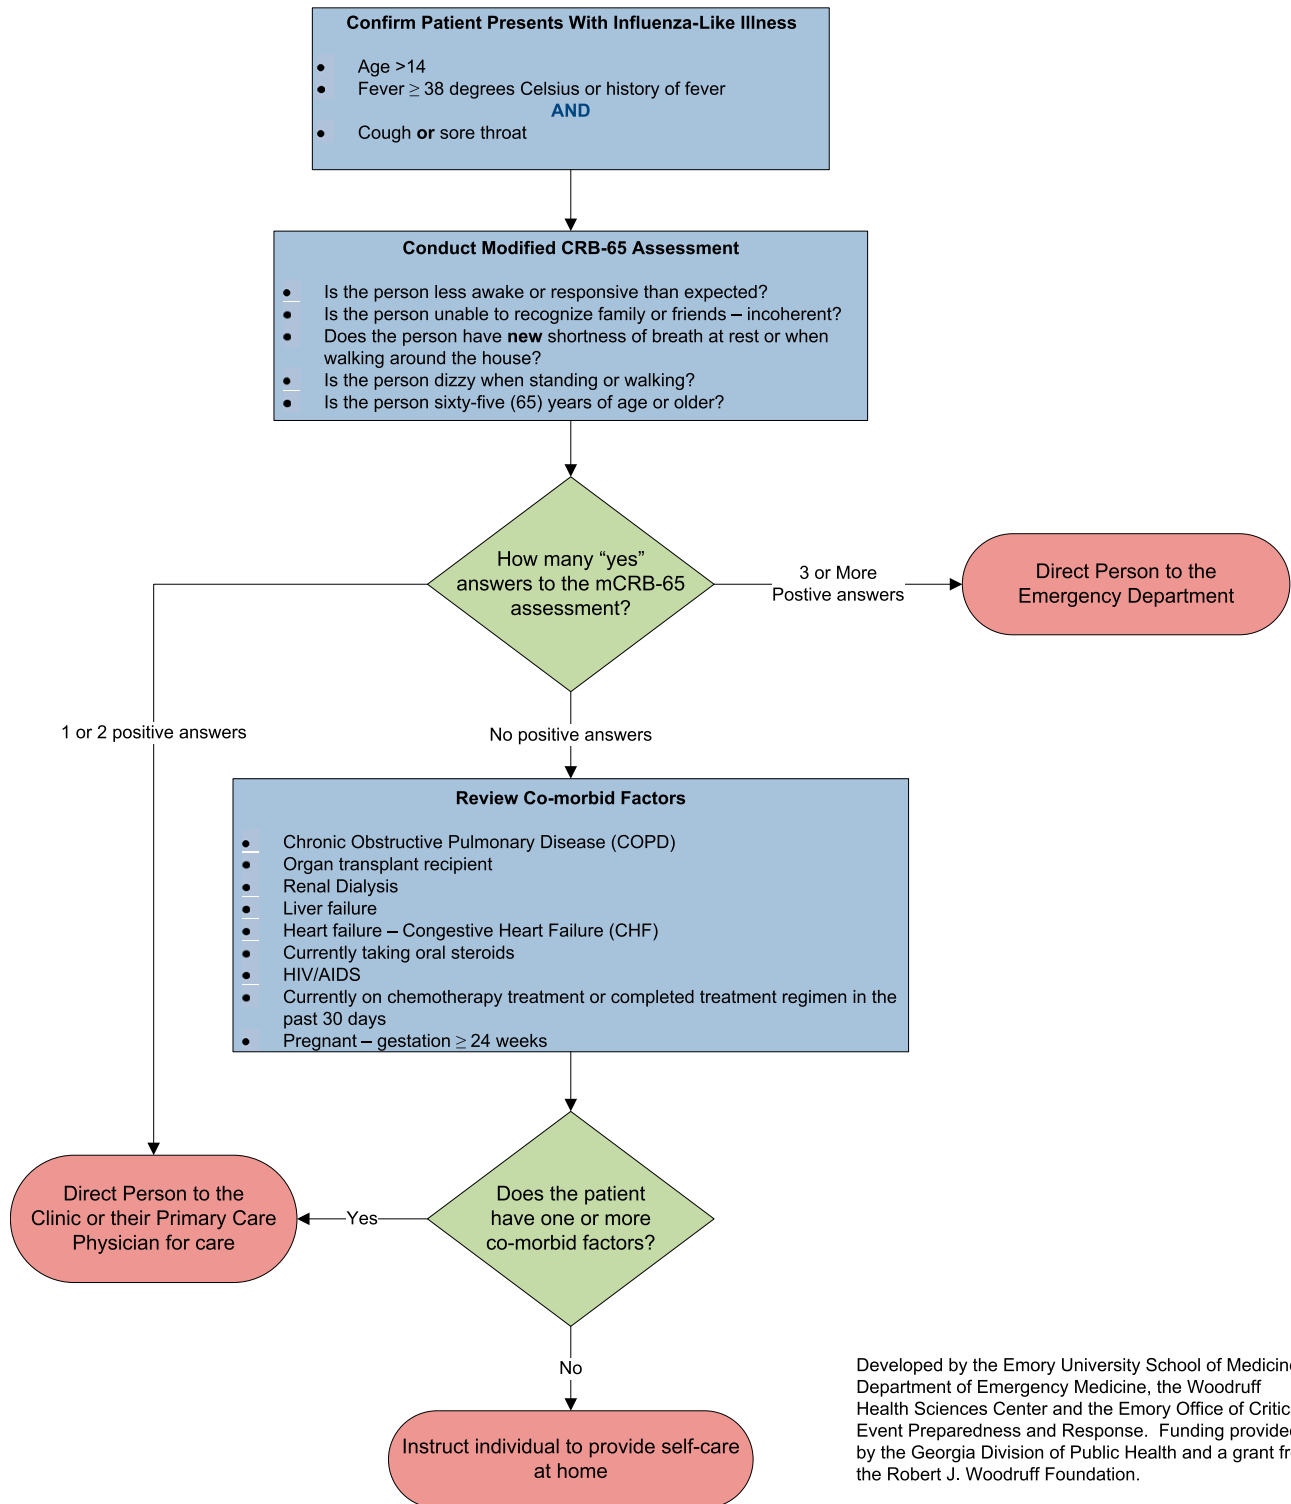 Confirm Patient Presents With Influenza-Like Illness
● Age >14
● Fever ≥ 38 degrees Celsius or history of fever
AND
● Cough or sore throat
Conduct Modified CRB-65 Assessment
● Is the person less awake or responsive than expected?
● Is the person unable to recognize family or friends – incoherent?
● Does the person have new shortness of breath at rest or when
walking around the house?
● Is the person dizzy when standing or walking?
● Is the person sixty-five (65) years of age or older?
How many “yes”
answers to the mCRB-65
assessment?
3 or More
Postive answers
Direct Person to the
Emergency Department
1 or 2 positive answers
No positive answers
Review Co-morbid Factors
● Chronic Obstructive Pulmonary Disease (COPD)
● Organ transplant recipient
● Renal Dialysis
● Liver failure
● Heart failure – Congestive Heart Failure (CHF)
● Currently taking oral steroids
● HIV/AIDS
● Currently on chemotherapy treatment or completed treatment regimen in the
past 30 days
● Pregnant – gestation ≥ 24 weeks
Does the patient
have one or more
co-morbid factors?
Yes
Direct Person to the
Clinic or their Primary Care
Physician for care
No
Instruct individual to provide self-care
at home
Developed by the Emory University School of Medicine
Department of Emergency Medicine, the Woodruff
Health Sciences Center and the Emory Office of Critic
Event Preparedness and Response.  Funding provided
by the Georgia Division of Public Health and a grant fr
the Robert J. Woodruff Foundation.